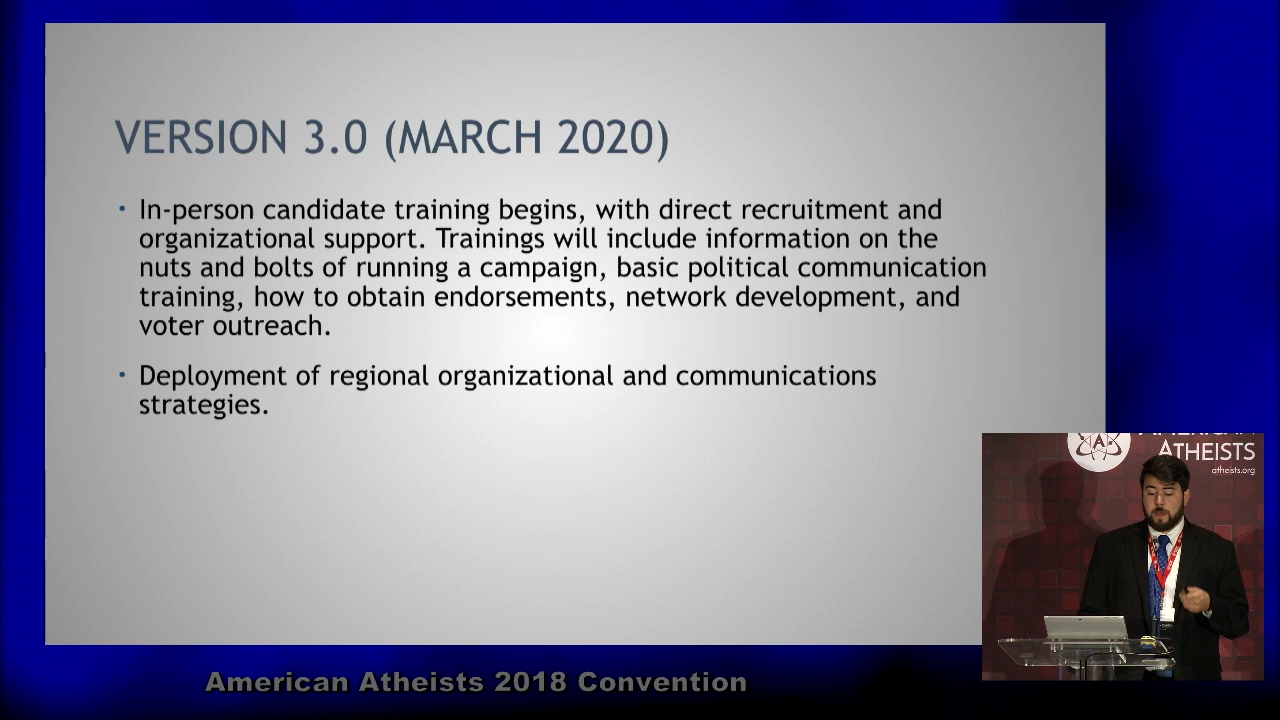 VERSION 3.0 (MARCH 2020)
• In-person candidate training begins, with direct recruitment and
organizational support. Trainings will include information on the
nuts and bolts of running a campaign, basic political communication
training, how to obtain endorsements, network development, and
voter outreach.
• Deployment of regional organizational and communications
strategies.
AMERICAN
ATHEISTS
atheists.org
A
American Atheists 2018 Convention